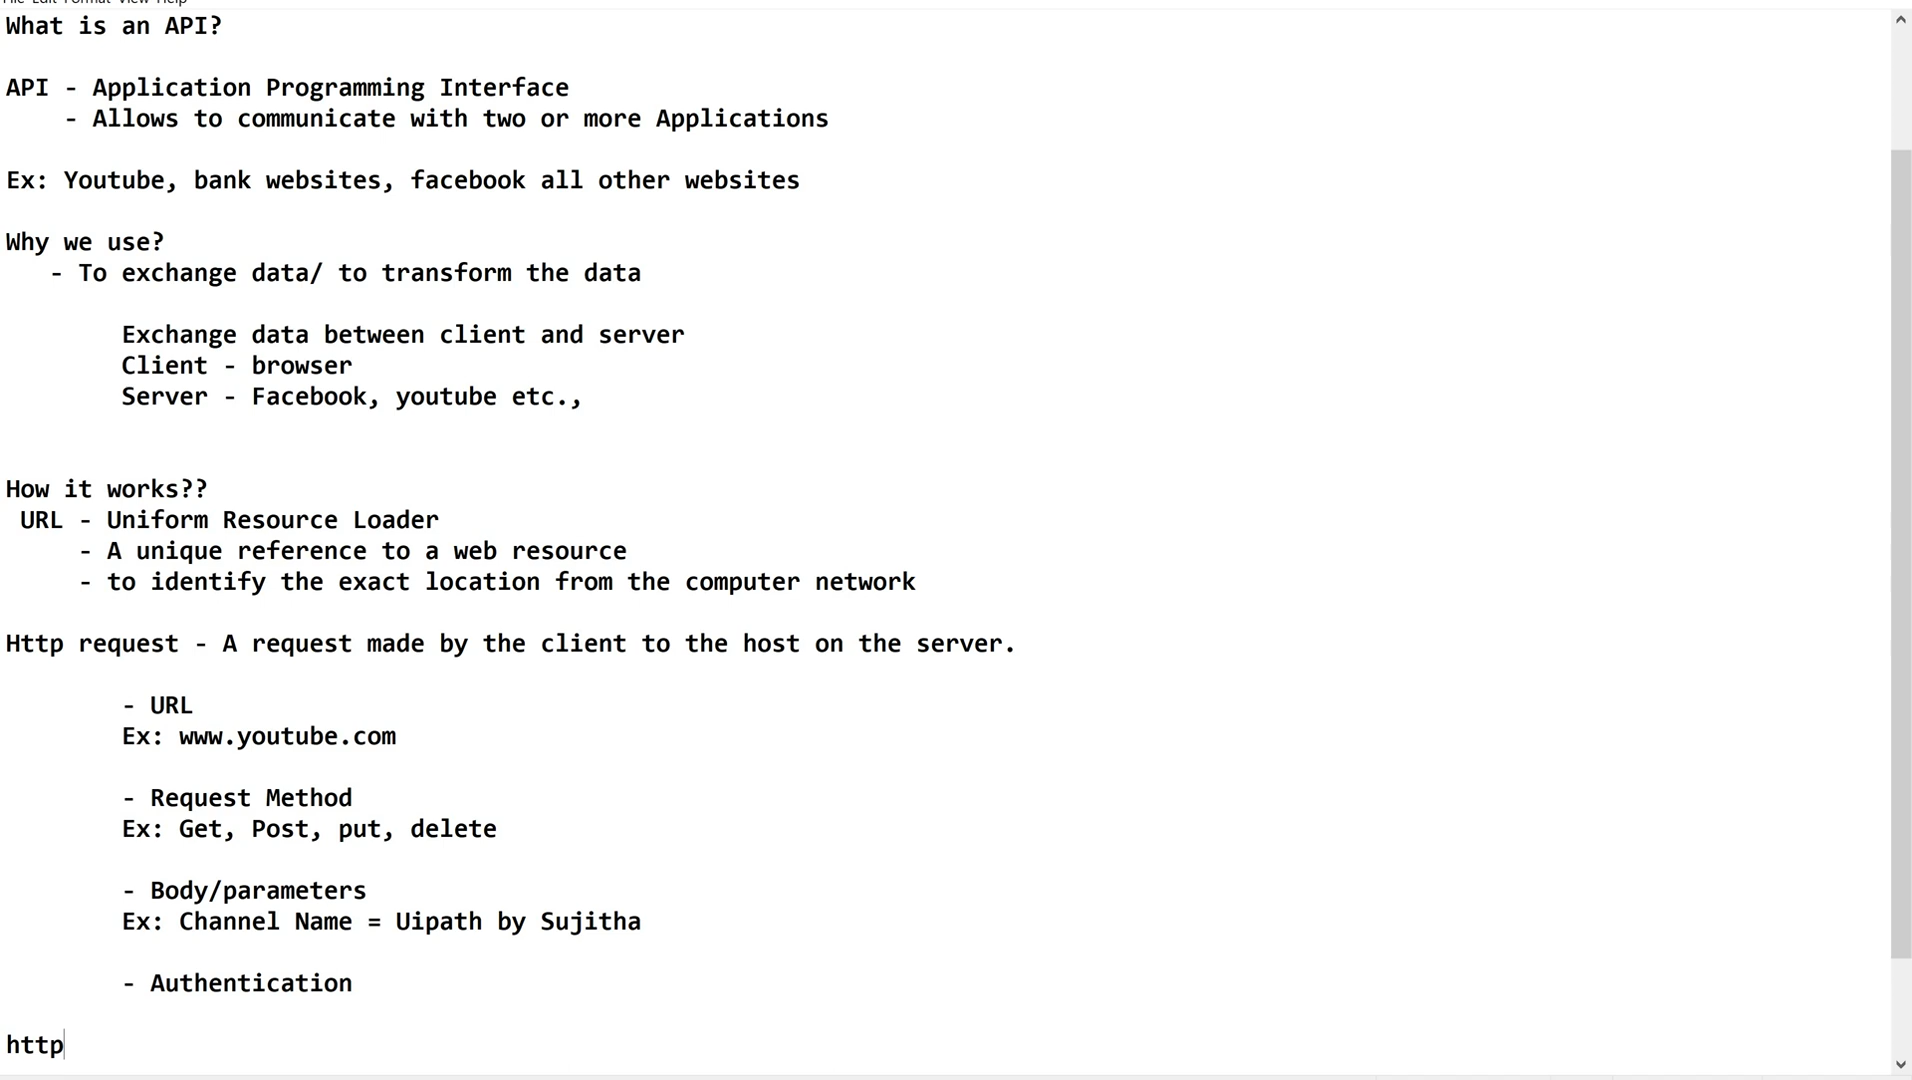 File Edit Format View Help
What is an API?
API - Application Programming Interface
- Allows to communicate with two or more Applications
Ex: Youtube, bank websites, facebook all other websites
Why we use?
- To exchange data/ to transform the data
Exchange data between client and server
Client - browser
Server - Facebook, youtube etc.,
How it works??
URL - Uniform Resource Loader
- A unique reference to a web resource
- to identify the exact location from the computer network
Http request - A request made by the client to the host on the server.
- URL
Ex: www.youtube.com
- Request Method
Ex: Get, Post, put, delete
- Body/parameters
Ex: Channel Name = Uipath by Sujitha
- Authentication
http